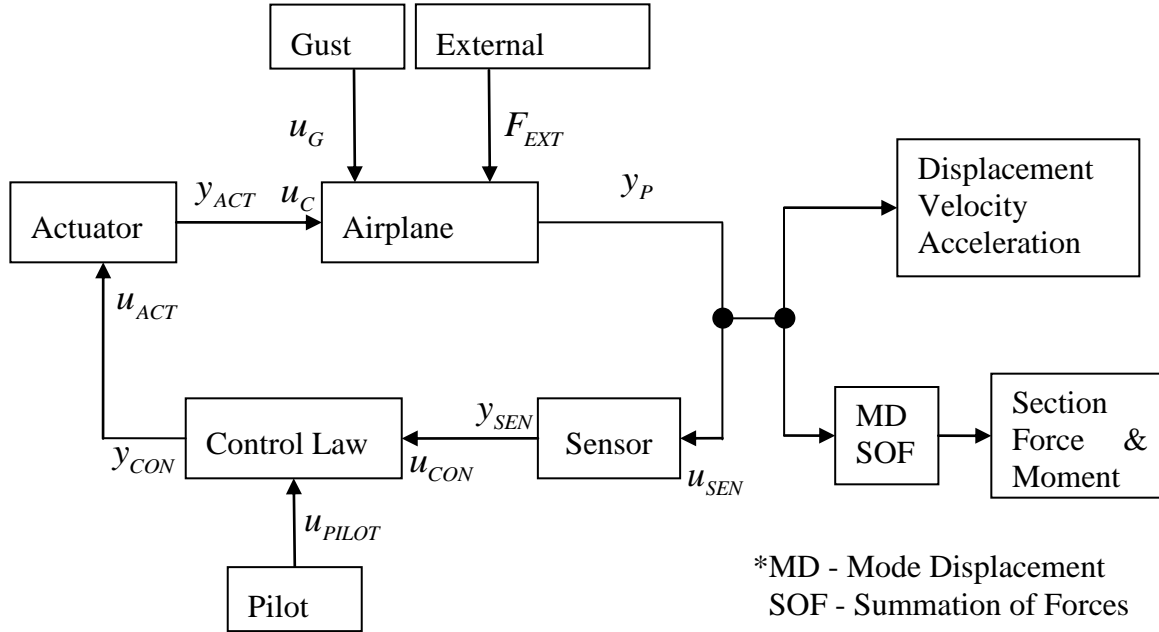 Gust
External
u_G
F_EXT
y_ACT
u_C
y_P
Actuator
Airplane
Displacement
Velocity
Acceleration
u_ACT
y_CON
Control Law
y_SEN
u_CON
Sensor
u_SEN
MD
SOF
Section
Force &
Moment
u_PILOT
Pilot
*MD - Mode Displacement
SOF - Summation of Forces